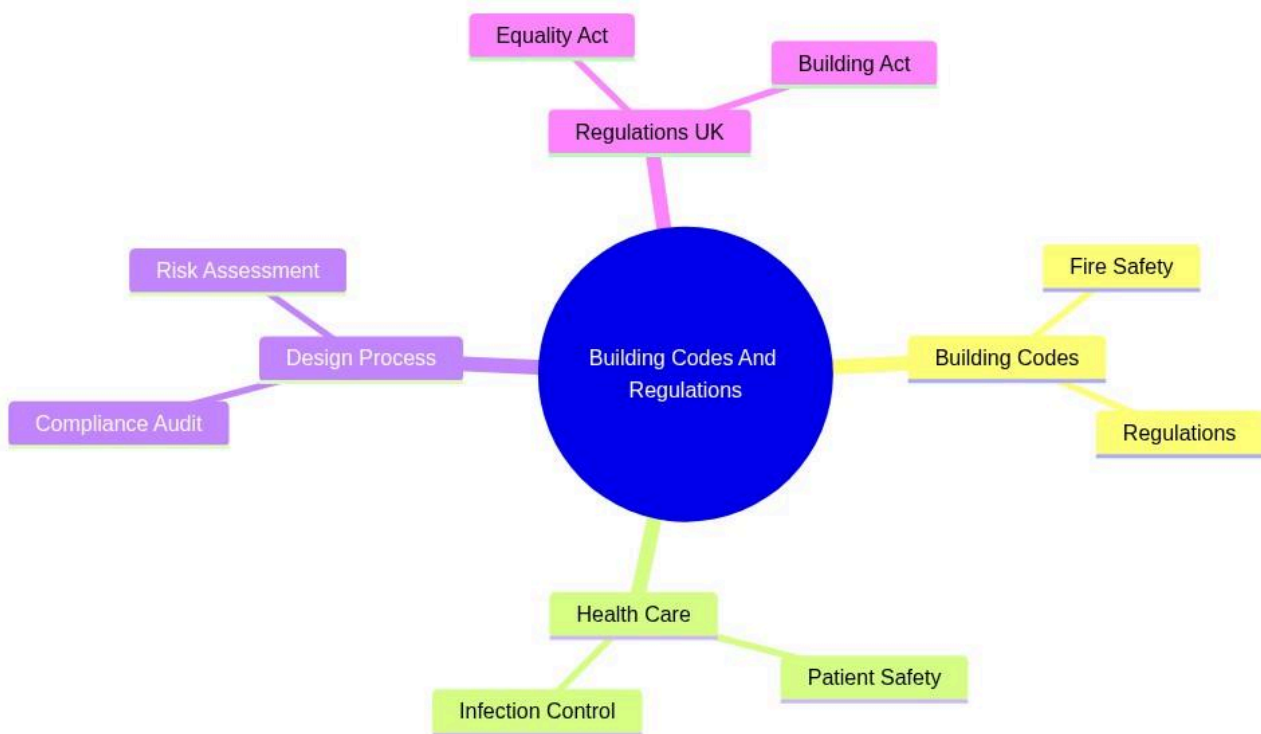 Equality Act
Building Act
Regulations UK
Risk Assessment
Fire Safety
Design Process
Building Codes And
Regulations
Building Codes
Compliance Audit
Regulations
Health Care
Patient Safety
Infection Control